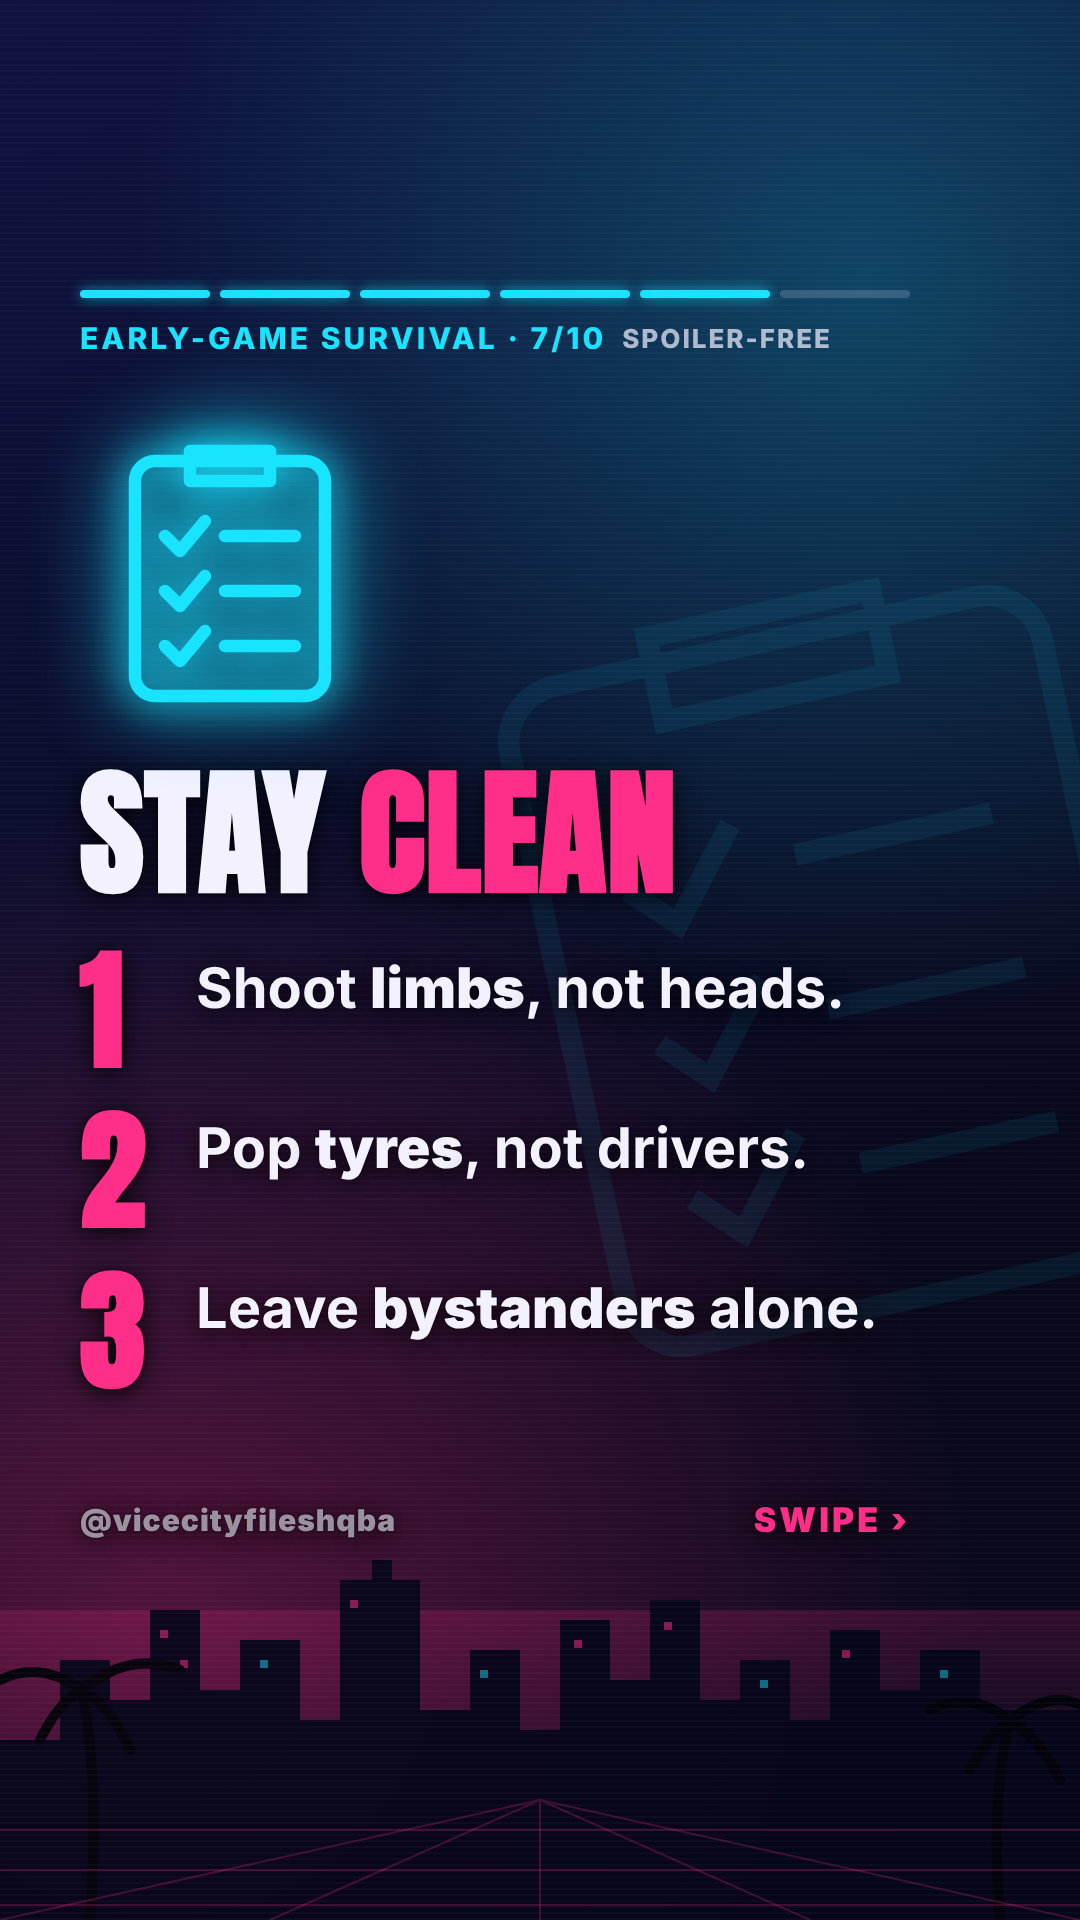 EARLY-GAME SURVIVAL · 7/10 SPOILER-FREE
STAY CLEAN
1 Shoot limbs, not heads.
2 Pop tyres, not drivers.
3 Leave bystanders alone.
@vicecityfileshqba SWIPE ›